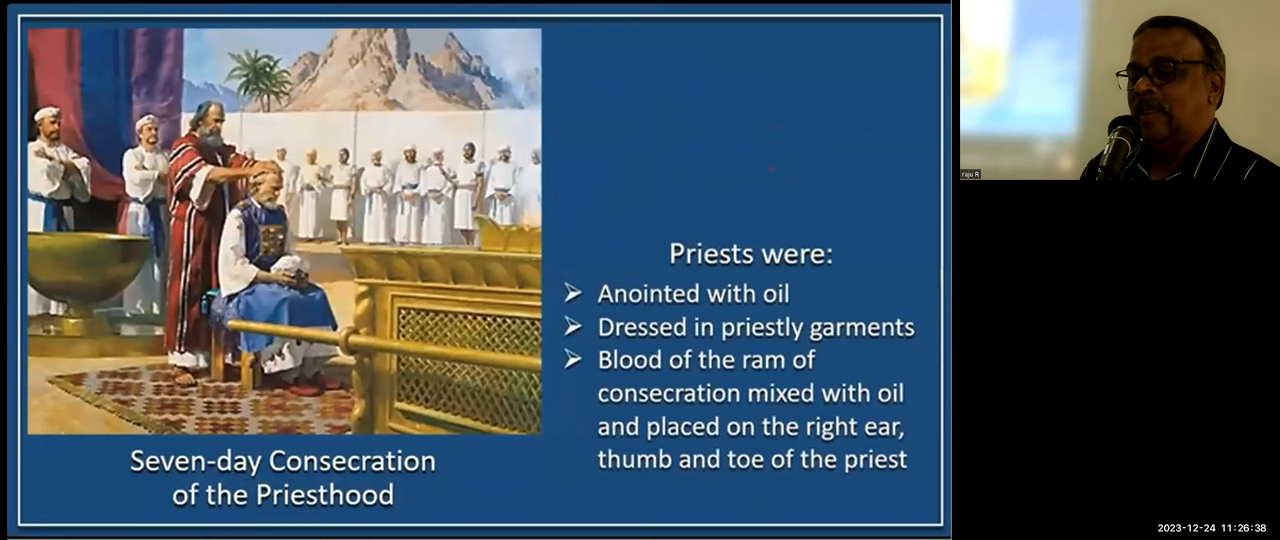 Priests were:
➢ Anointed with oil
➢ Dressed in priestly garments
➢ Blood of the ram of
consecration mixed with oil
and placed on the right ear,
thumb and toe of the priest
Seven-day Consecration
of the Priesthood
raju R
2023-12-24 11:26:38